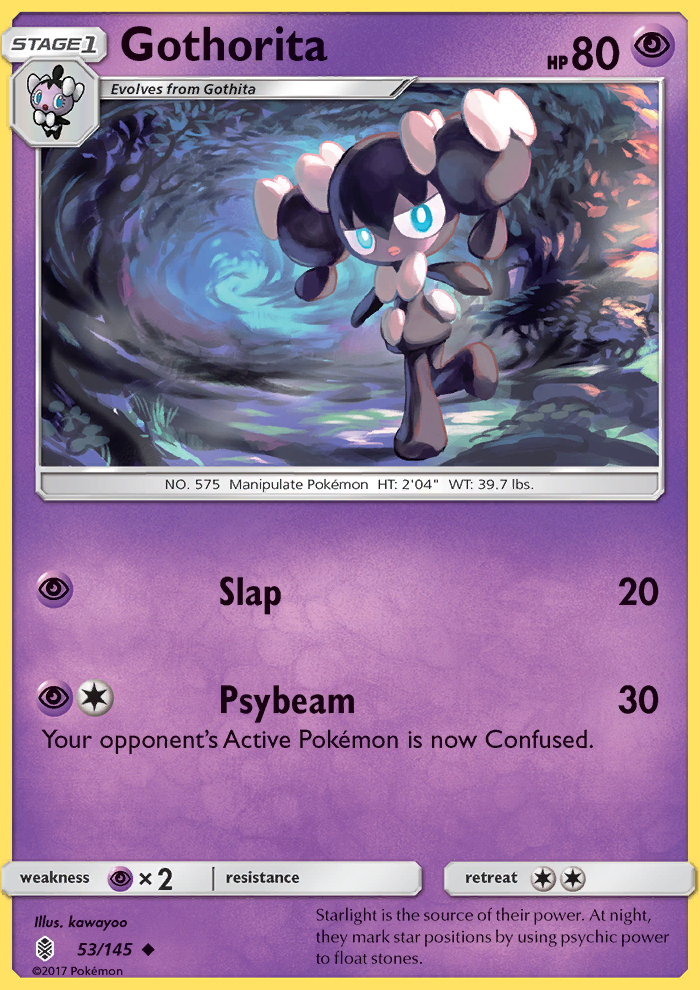 STAGE1
Gothorita
HP 80
Evolves from Gothita
NO. 575 Manipulate Pokémon HT: 2'04" WT: 39.7 lbs.
Slap 20
Psybeam 30
Your opponent's Active Pokémon is now Confused.
weakness ×2 resistance retreat
Illus. kawayoo
Starlight is the source of their power. At night,
they mark star positions by using psychic power
to float stones.
53/145
©2017 Pokémon